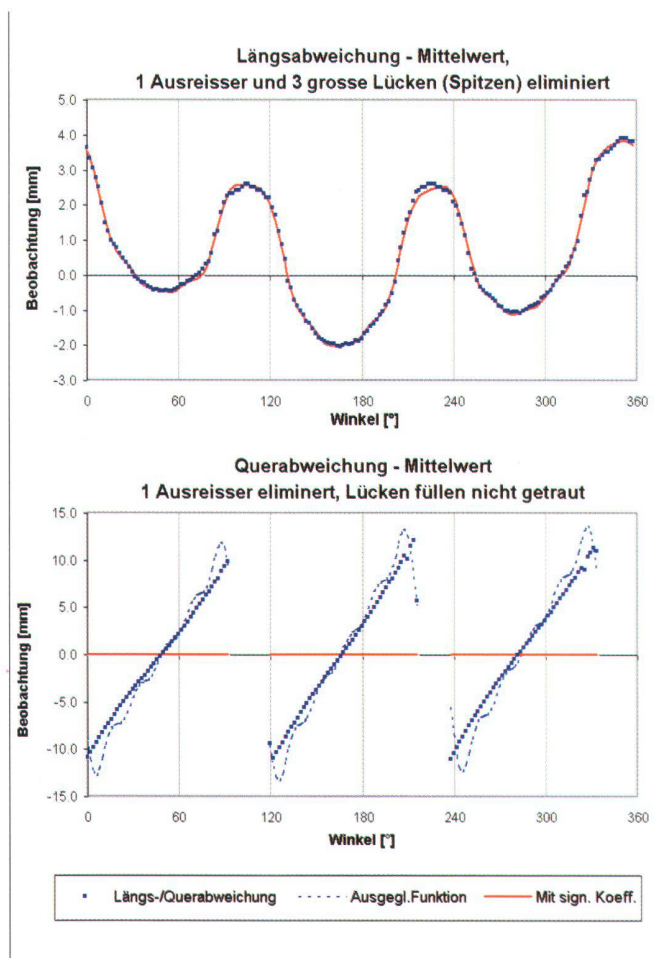 Längsabweichung - Mittelwert,
1 Ausreisser und 3 grosse Lücken (Spitzen) eliminiert
5.0
4.0
3.0
2.0
1.0
0.0
-1.0
-2.0
-3.0
Beobachtung [mm]
0 60 120 180 240 300 360
Winkel [°]
Querabweichung - Mittelwert
1 Ausreisser eliminert, Lücken füllen nicht getraut
15.0
10.0
5.0
0.0
-5.0
-10.0
-15.0
Beobachtung [mm]
0 60 120 180 240 300 360
Winkel [°]
Längs-/Querabweichung Ausgegl.Funktion Mit sign. Koeff.